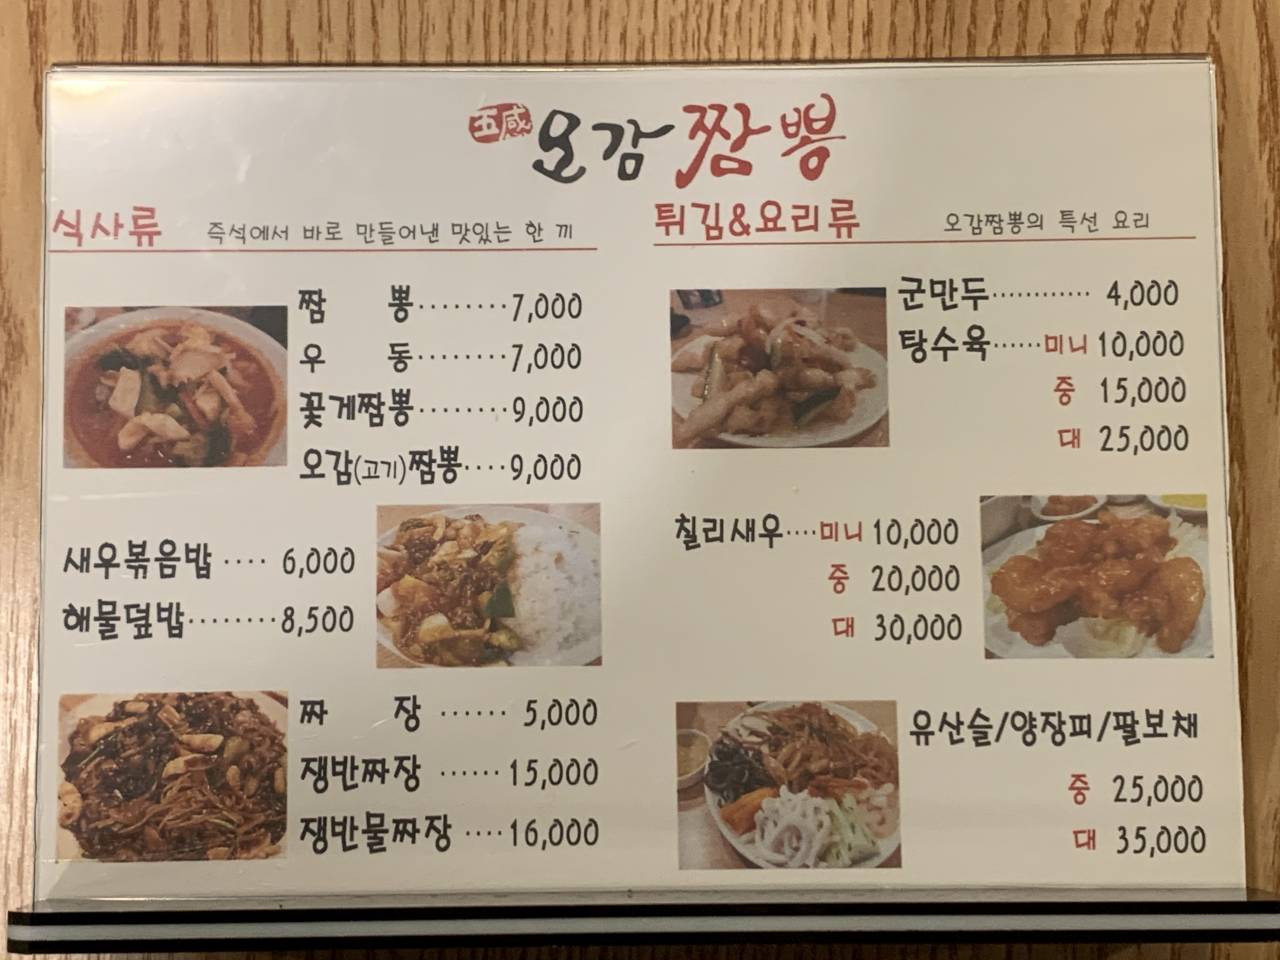 五感 오감짬뽕
식사류 즉석에서 바로 만들어낸 맛있는 한 끼
짬 뽕········7,000
우 동········7,000
꽃게짬뽕········9,000
오감(고기)짬뽕····9,000
새우볶음밥 ···· 6,000
해물덮밥········8,500
짜 장 ······ 5,000
쟁반짜장 ······ 15,000
쟁반물짜장 ···· 16,000
튀김&요리류 오감짬뽕의 특선 요리
군만두············ 4,000
탕수육······미니 10,000
중 15,000
대 25,000
칠리새우····미니 10,000
중 20,000
대 30,000
유산슬/양장피/팔보채
중 25,000
대 35,000